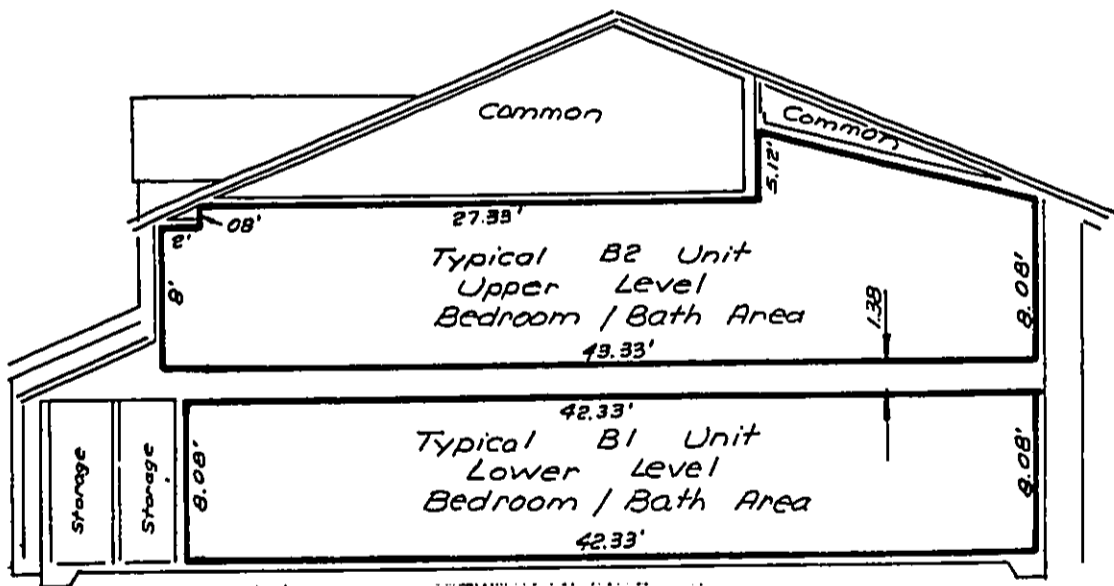 Common
Common
5.12'
27.33'
08'
2'
8'
Typical B2 Unit
Upper Level
Bedroom / Bath Area
8.08'
1.38
43.33'
42.33'
Typical B1 Unit
Lower Level
Bedroom / Bath Area
Storage
Storage
8.08'
8.08'
42.33'